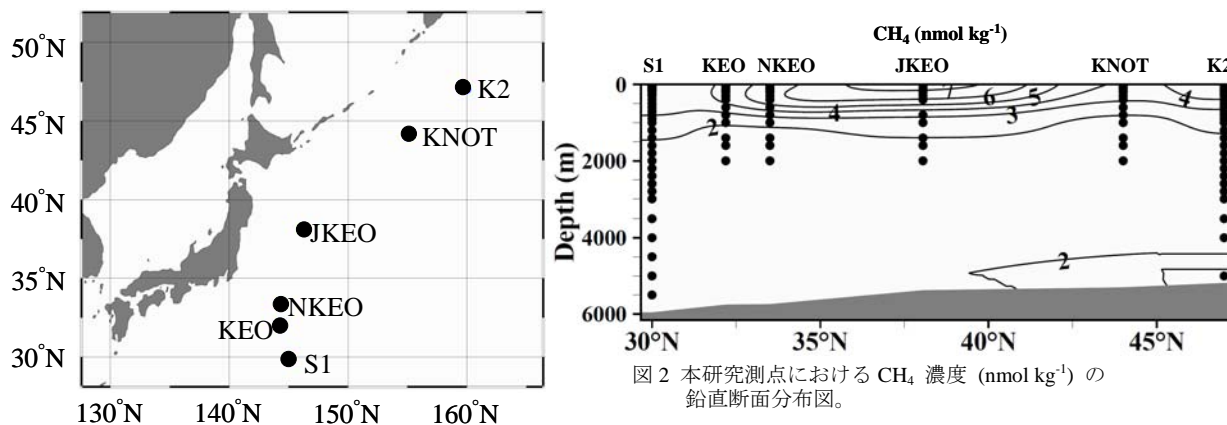 50°N
45°N
40°N
35°N
30°N
130°N 140°N 150°N 160°N
K2
KNOT
JKEO
NKEO
KEO
S1
CH₄ (nmol kg⁻¹)
S1 KEO NKEO JKEO KNOT K2
0
2000
4000
6000
Depth (m)
2 4 7 6 5 3 4
2
30°N 35°N 40°N 45°N
図 2 本研究測点における CH₄ 濃度 (nmol kg⁻¹) の
鉛直断面分布図。